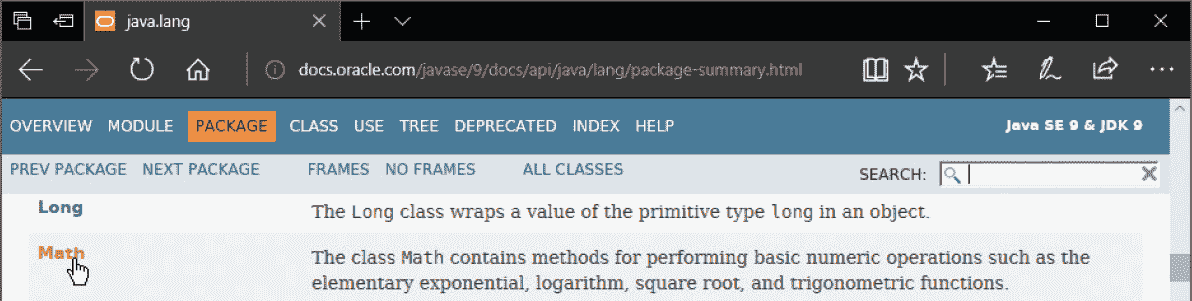 java.lang
docs.oracle.com/javase/9/docs/api/java/lang/package-summary.html
OVERVIEW MODULE PACKAGE CLASS USE TREE DEPRECATED INDEX HELP Java SE 9 & JDK 9
PREV PACKAGE NEXT PACKAGE FRAMES NO FRAMES ALL CLASSES SEARCH:
Long The Long class wraps a value of the primitive type long in an object.
Math The class Math contains methods for performing basic numeric operations such as the
elementary exponential, logarithm, square root, and trigonometric functions.